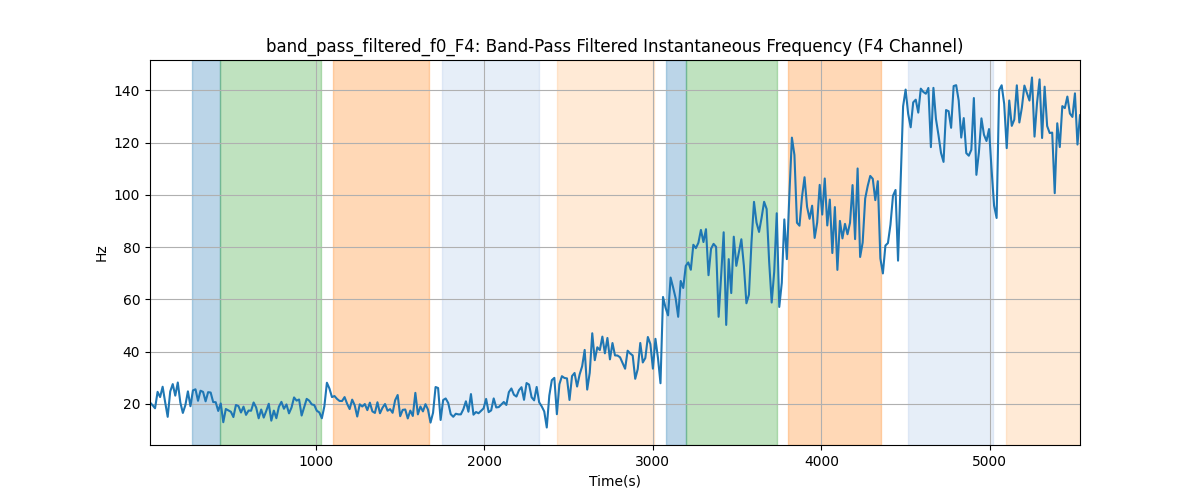 band_pass_filtered_f0_F4: Band-Pass Filtered Instantaneous Frequency (F4 Channel)
140
120
100
80
60
40
20
Hz
1000 2000 3000 4000 5000
Time(s)